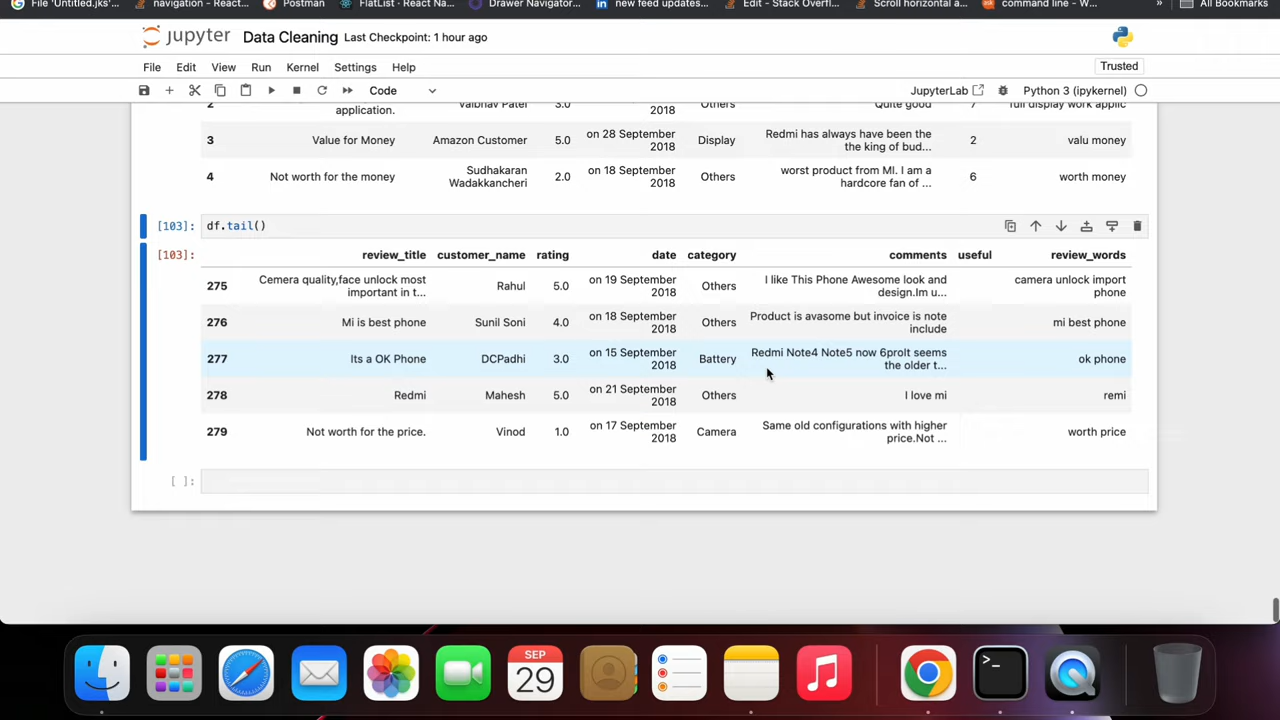 File 'Untitled.jks'...
navigation - React...
Postman
FlatList · React Na...
Drawer Navigator...
new feed updates...
Edit - Stack Overfl...
Scroll horizontal a...
command line - W...
»
All Bookmarks
jupyter Data Cleaning Last Checkpoint: 1 hour ago
Trusted
File Edit View Run Kernel Settings Help
Code
JupyterLab
Python 3 (ipykernel)
2 application. Vaibhav Patel 3.0 2018 Others Quite good 7 full display work applic
3 Value for Money Amazon Customer 5.0 on 28 September 2018 Display Redmi has always have been the the king of bud... 2 valu money
4 Not worth for the money Sudhakaran Wadakkancheri 2.0 on 18 September 2018 Others worst product from MI. I am a hardcore fan of ... 6 worth money
[103]: df.tail()
[103]: review_title customer_name rating date category comments useful review_words
275 Cemera quality,face unlock most important in t... Rahul 5.0 on 19 September 2018 Others I like This Phone Awesome look and design.Im u... camera unlock import phone
276 Mi is best phone Sunil Soni 4.0 on 18 September 2018 Others Product is avasome but invoice is note include mi best phone
277 Its a OK Phone DCPadhi 3.0 on 15 September 2018 Battery Redmi Note4 Note5 now 6proIt seems the older t... ok phone
278 Redmi Mahesh 5.0 on 21 September 2018 Others I love mi remi
279 Not worth for the price. Vinod 1.0 on 17 September 2018 Camera Same old configurations with higher price.Not ... worth price
[ ]:
SEP
29
>_